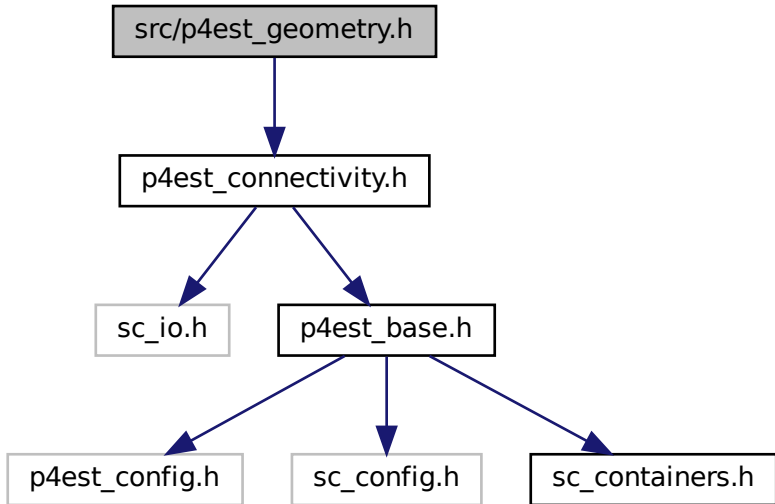 src/p4est_geometry.h
p4est_connectivity.h
sc_io.h
p4est_base.h
p4est_config.h
sc_config.h
sc_containers.h